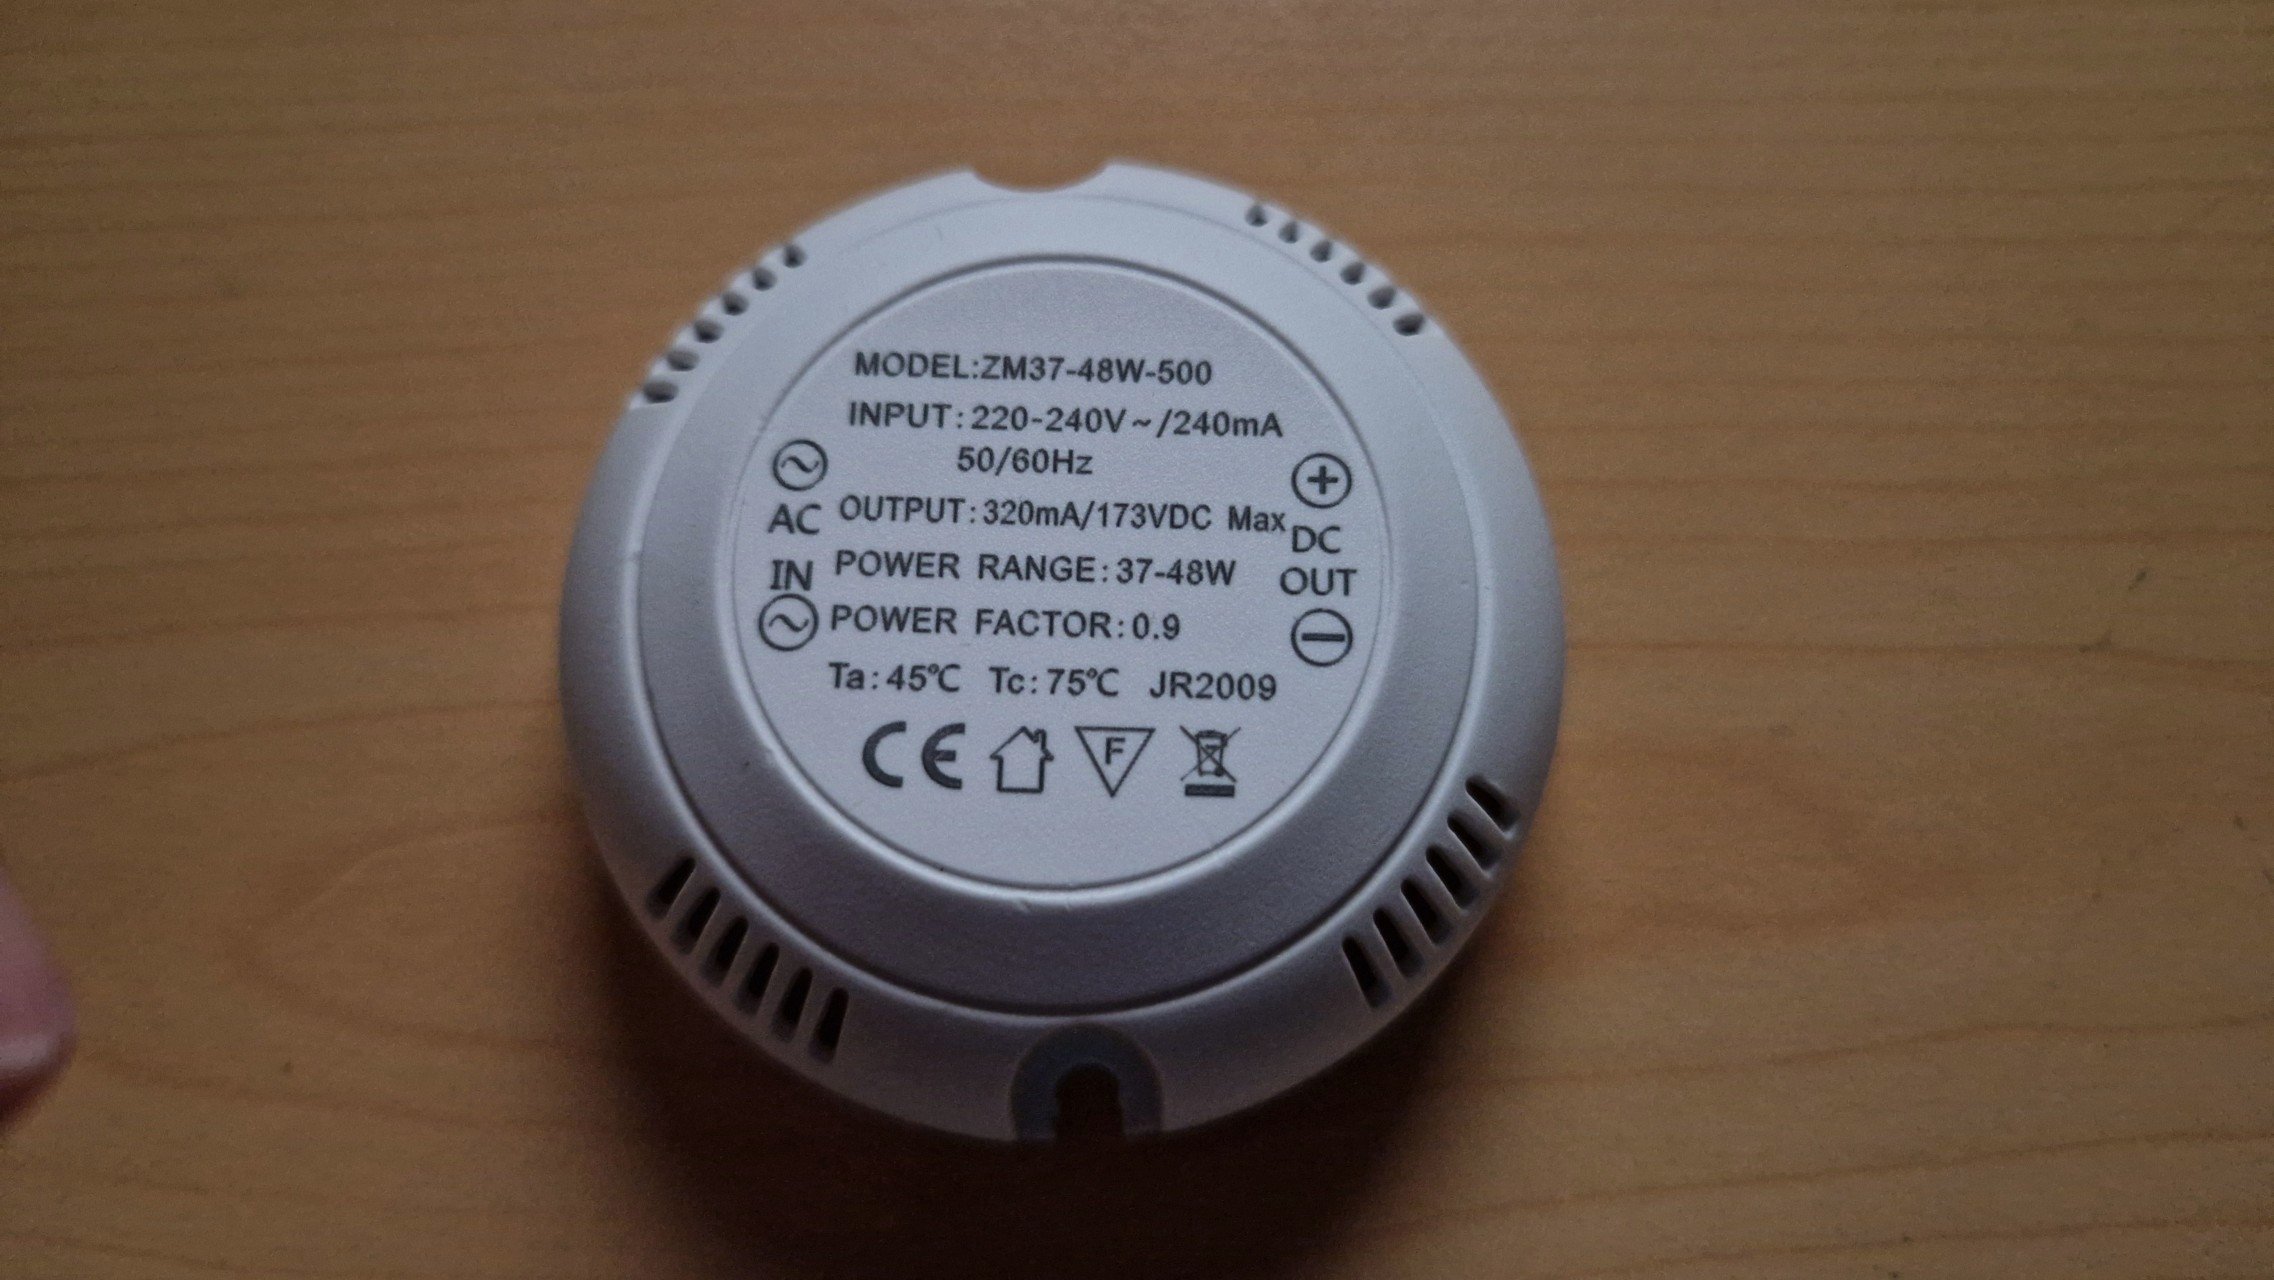 MODEL:ZM37-48W-500
INPUT:220-240V~/240mA
50/60Hz
AC
IN
OUTPUT:320mA/173VDC Max
POWER RANGE:37-48W
POWER FACTOR:0.9
+
DC
OUT
−
Ta:45℃ Tc:75℃ JR2009
CE F